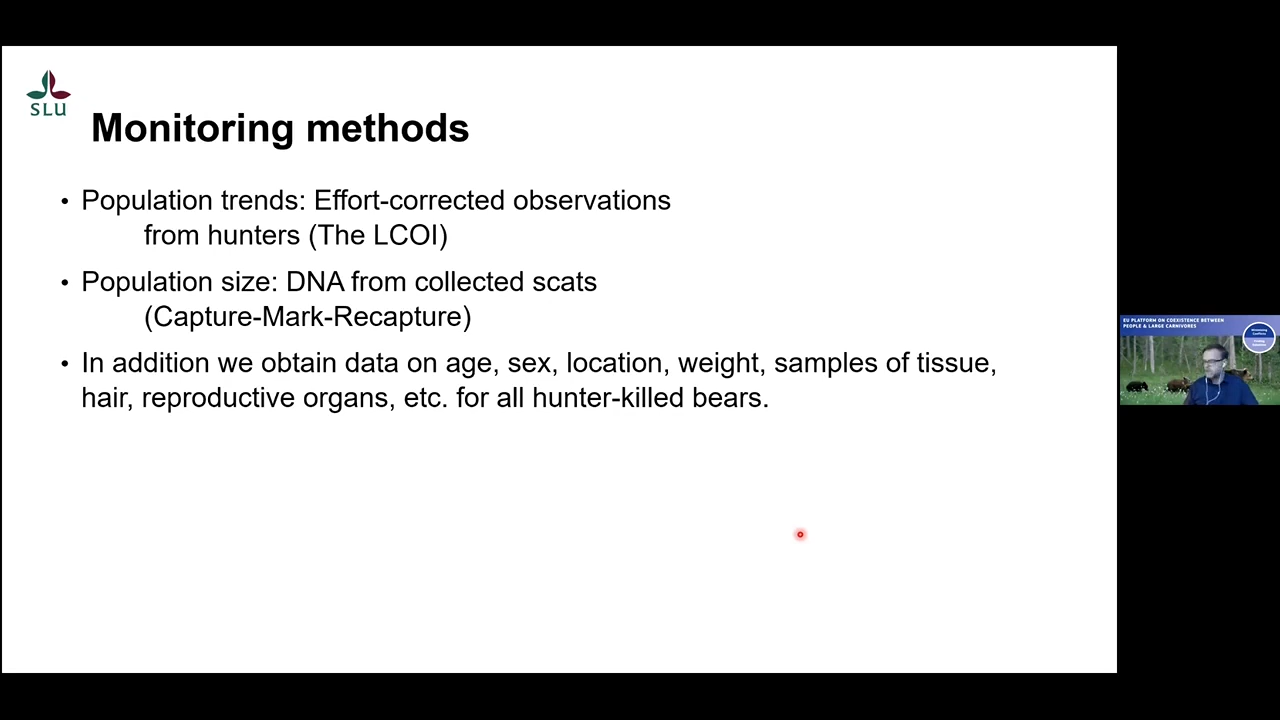 SLU
Monitoring methods
• Population trends: Effort-corrected observations
from hunters (The LCOI)
• Population size: DNA from collected scats
(Capture-Mark-Recapture)
• In addition we obtain data on age, sex, location, weight, samples of tissue,
hair, reproductive organs, etc. for all hunter-killed bears.
EU PLATFORM ON COEXISTENCE BETWEEN
PEOPLE & LARGE CARNIVORES